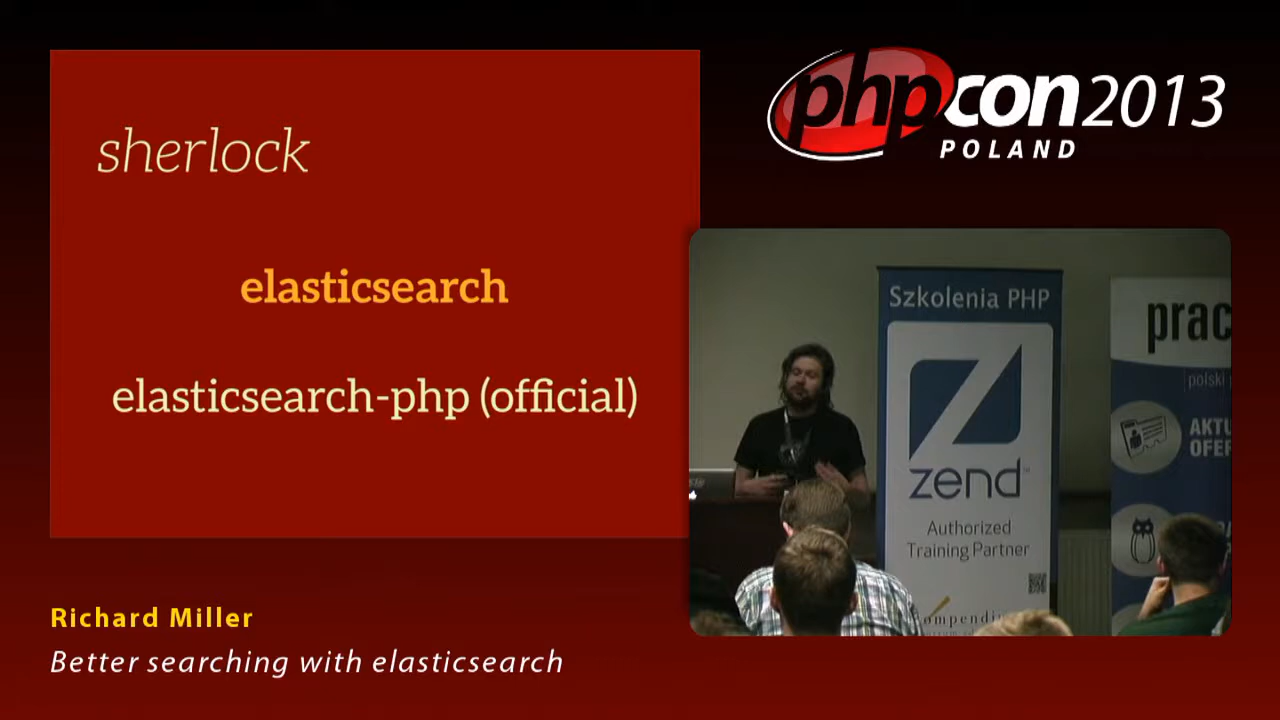 sherlock
elasticsearch
elasticsearch-php (official)
phpcon2013
POLAND
Szkolenia PHP
zend
Authorized
Training Partner
prac
polski
AKTU
OFER
Richard Miller
Better searching with elasticsearch